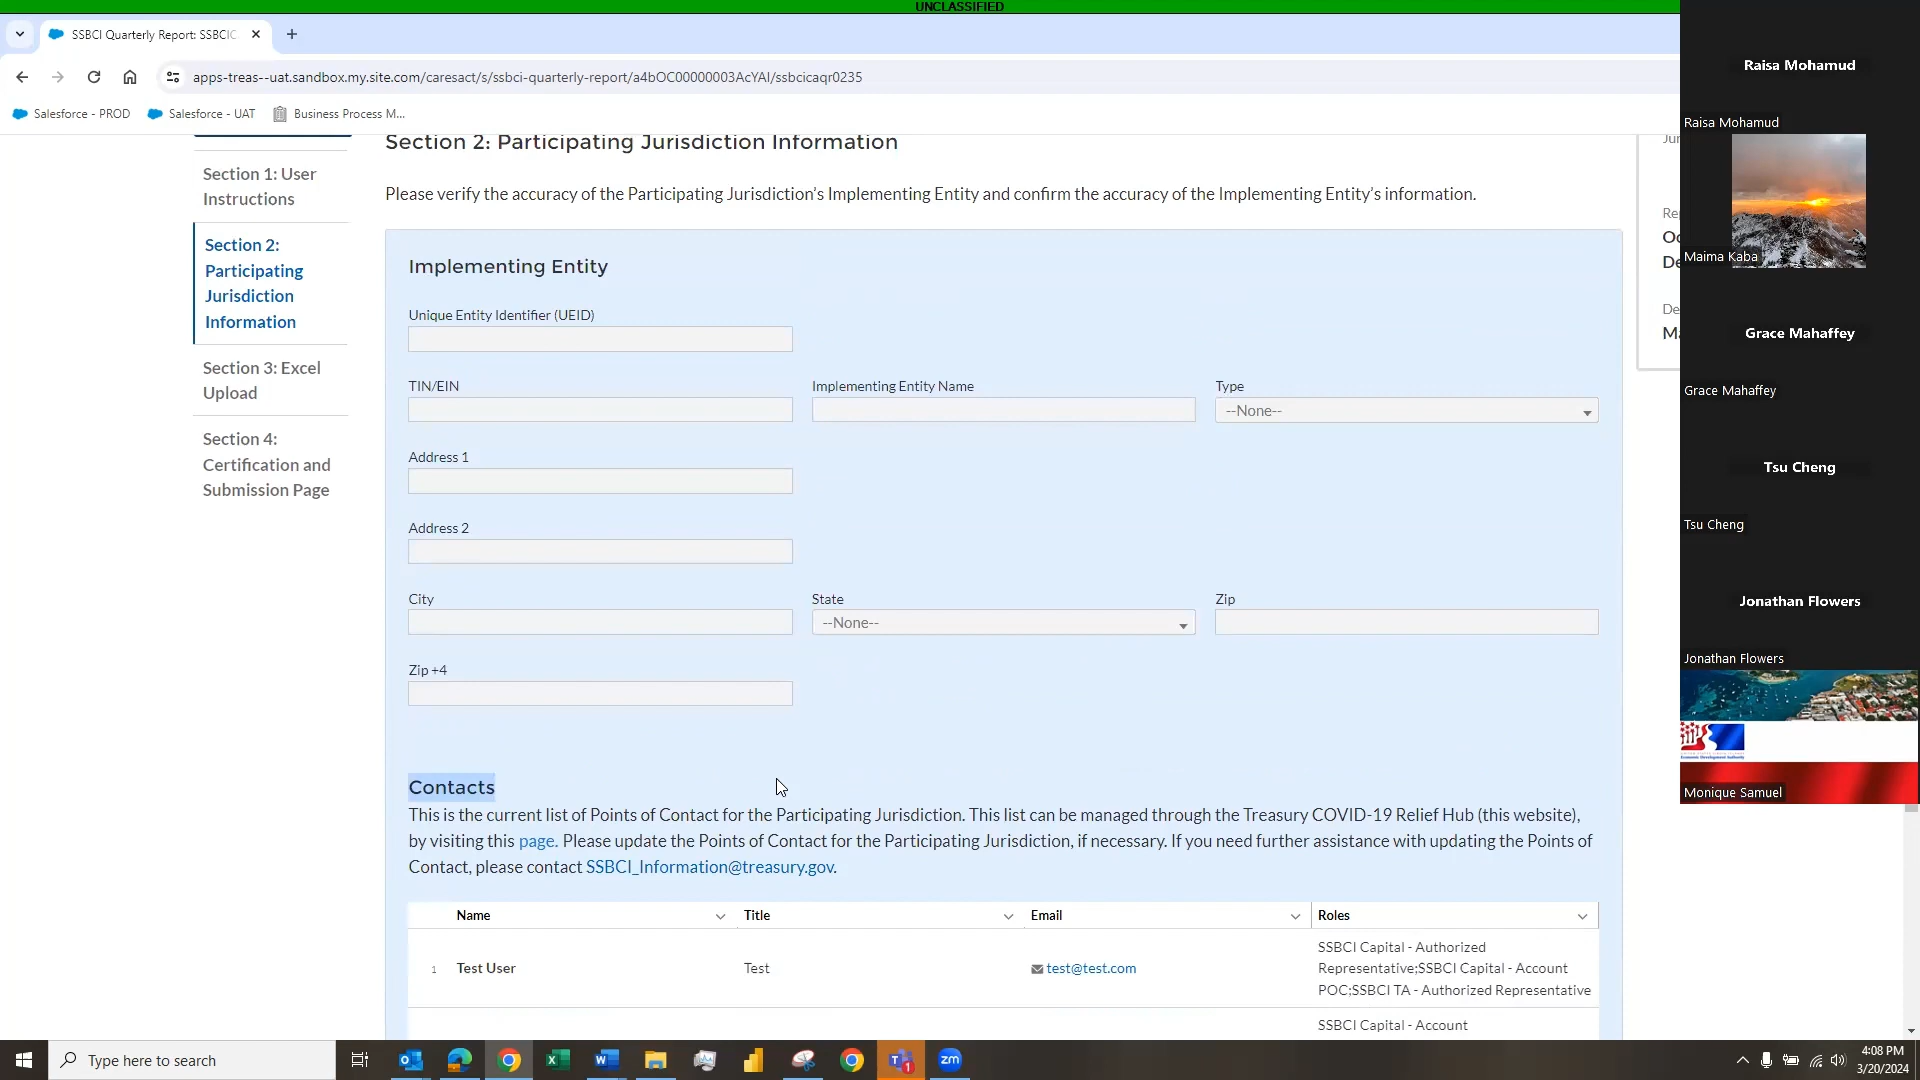 UNCLASSIFIED
SSBCI Quarterly Report: SSBCIC
apps-treas--uat.sandbox.my.site.com/caresact/s/ssbci-quarterly-report/a4bOC00000003AcYAI/ssbcicaqr0235
Salesforce - PROD
Salesforce - UAT
Business Process M...
Section 1: User
Instructions
Section 2:
Participating
Jurisdiction
Information
Section 3: Excel
Upload
Section 4:
Certification and
Submission Page
Section 2: Participating Jurisdiction Information
Please verify the accuracy of the Participating Jurisdiction's Implementing Entity and confirm the accuracy of the Implementing Entity's information.
Implementing Entity
Unique Entity Identifier (UEID)
TIN/EIN
Implementing Entity Name
Type
--None--
Address 1
Address 2
City
State
--None--
Zip
Zip +4
Contacts
This is the current list of Points of Contact for the Participating Jurisdiction. This list can be managed through the Treasury COVID-19 Relief Hub (this website),
by visiting this page. Please update the Points of Contact for the Participating Jurisdiction, if necessary. If you need further assistance with updating the Points of
Contact, please contact SSBCI_Information@treasury.gov.
Name
Title
Email
Roles
1
Test User
Test
test@test.com
SSBCI Capital - Authorized
Representative;SSBCI Capital - Account
POC;SSBCI TA - Authorized Representative
SSBCI Capital - Account
Raisa Mohamud
Raisa Mohamud
Maima Kaba
Grace Mahaffey
Grace Mahaffey
Tsu Cheng
Tsu Cheng
Jonathan Flowers
Jonathan Flowers
Monique Samuel
Type here to search
zm
4:08 PM
3/20/2024